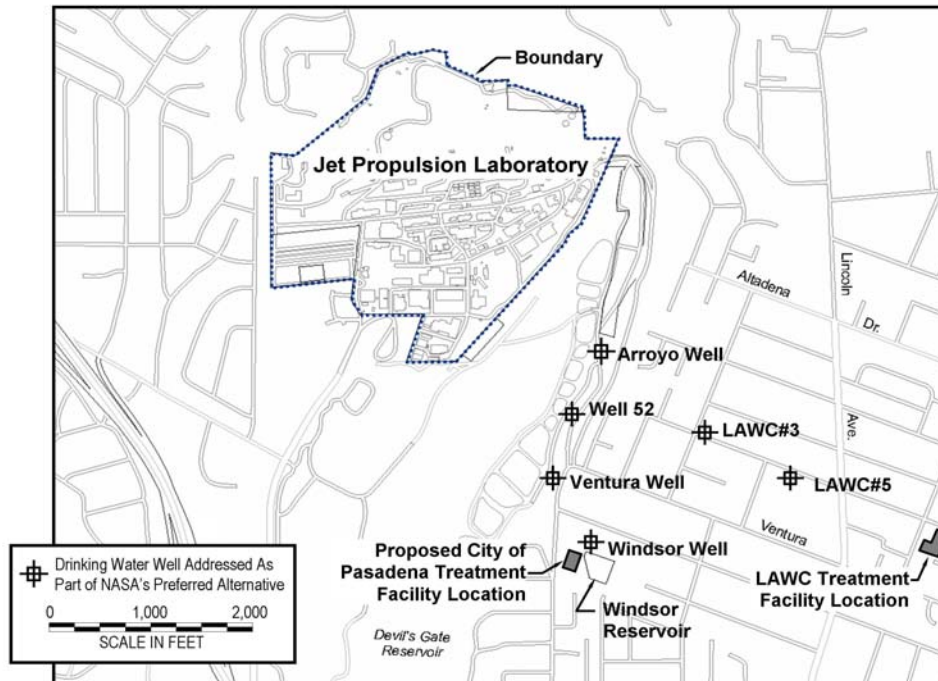 Boundary
Jet Propulsion Laboratory
Lincoln
Altadena
Dr.
Arroyo Well
Well 52
Ave.
LAWC#3
Ventura Well
LAWC#5
Ventura
Proposed City of
Pasadena Treatment
Facility Location
Windsor Well
LAWC Treatment
Facility Location
Windsor
Reservoir
Devil's Gate
Reservoir
Drinking Water Well Addressed As
Part of NASA's Preferred Alternative
0 1,000 2,000
SCALE IN FEET